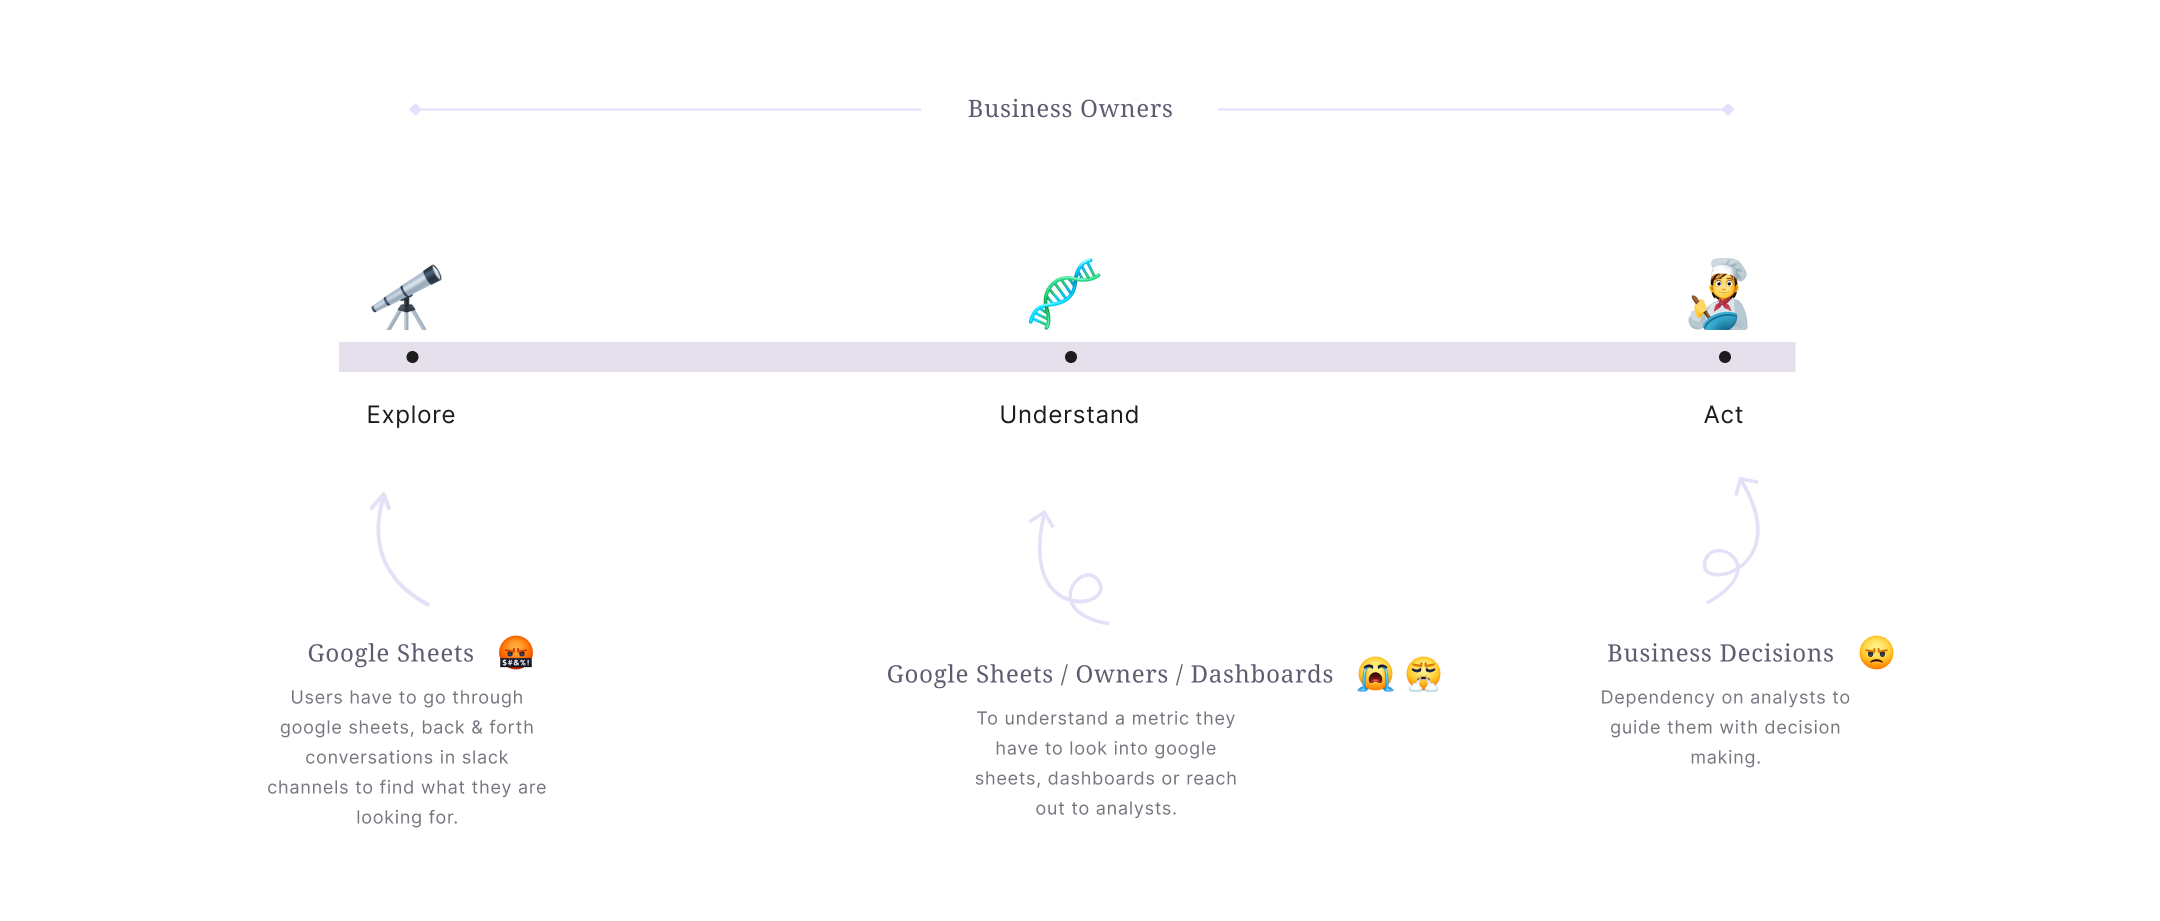 Business Owners
Explore
Understand
Act
Google Sheets
$#&%!
Users have to go through
google sheets, back & forth
conversations in slack
channels to find what they are
looking for.
Google Sheets / Owners / Dashboards
To understand a metric they
have to look into google
sheets, dashboards or reach
out to analysts.
Business Decisions
Dependency on analysts to
guide them with decision
making.